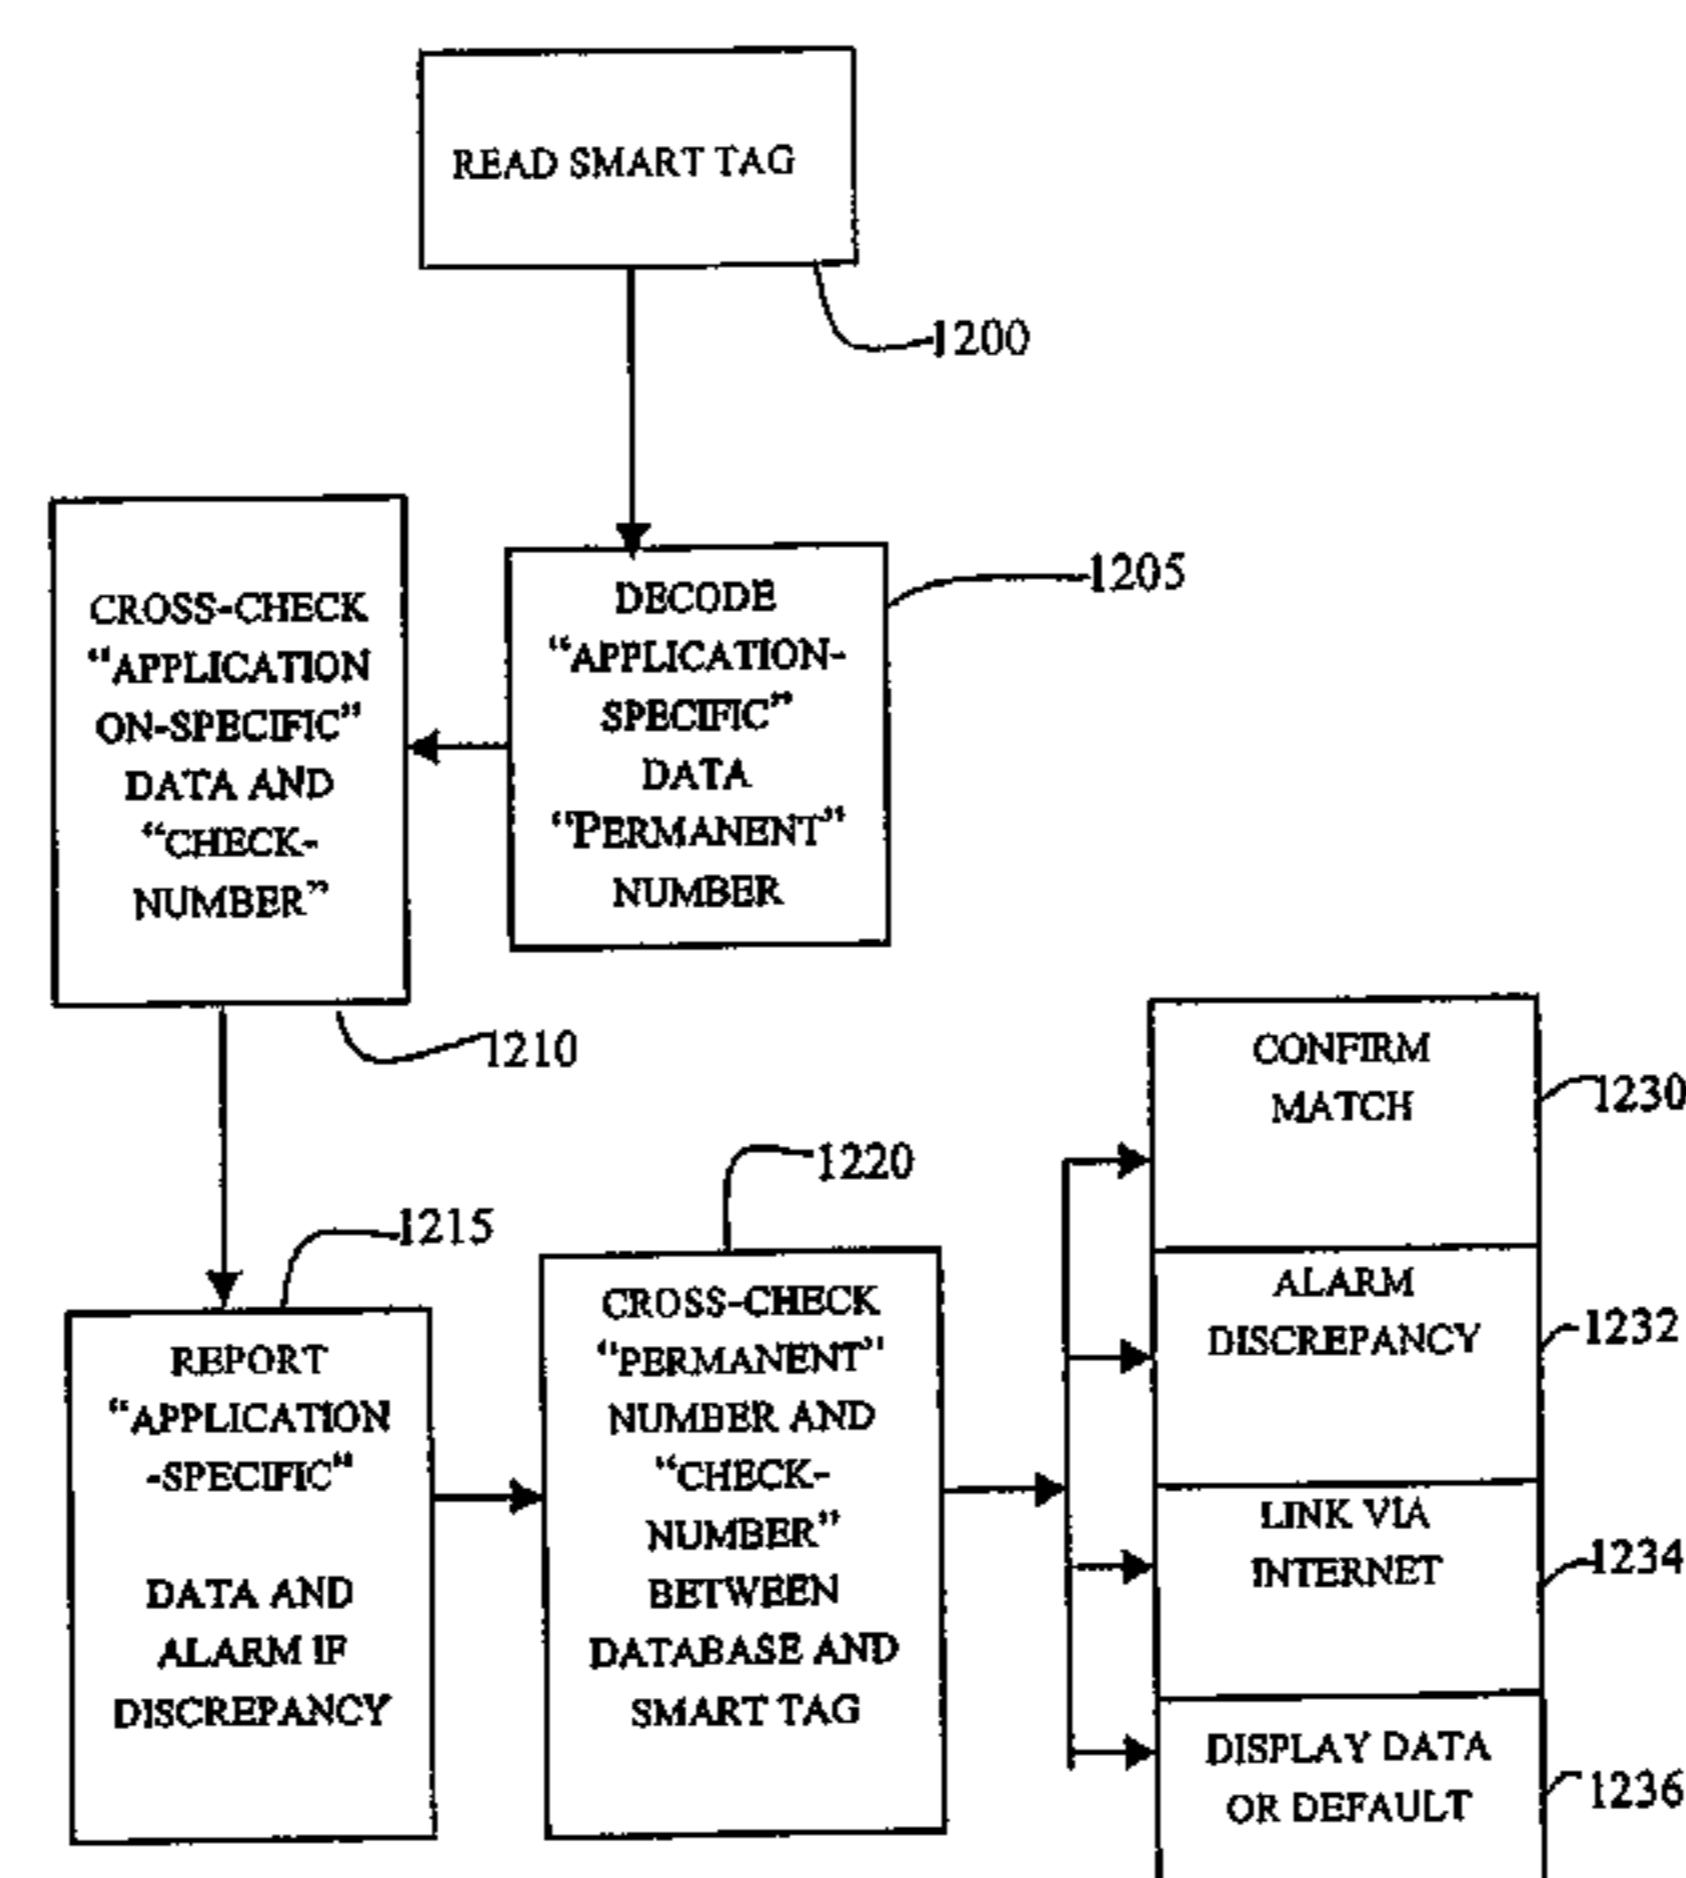 READ SMART TAG
1200
DECODE
“APPLICATION-
SPECIFIC”
DATA
“PERMANENT”
NUMBER
1205
CROSS-CHECK
“APPLICATION
ON-SPECIFIC”
DATA AND
“CHECK-
NUMBER”
1210
1215
REPORT
“APPLICATION
-SPECIFIC”
DATA AND
ALARM IF
DISCREPANCY
1220
CROSS-CHECK
“PERMANENT”
NUMBER AND
“CHECK-
NUMBER”
BETWEEN
DATABASE AND
SMART TAG
CONFIRM
MATCH
1230
ALARM
DISCREPANCY
1232
LINK VIA
INTERNET
1234
DISPLAY DATA
OR DEFAULT
1236